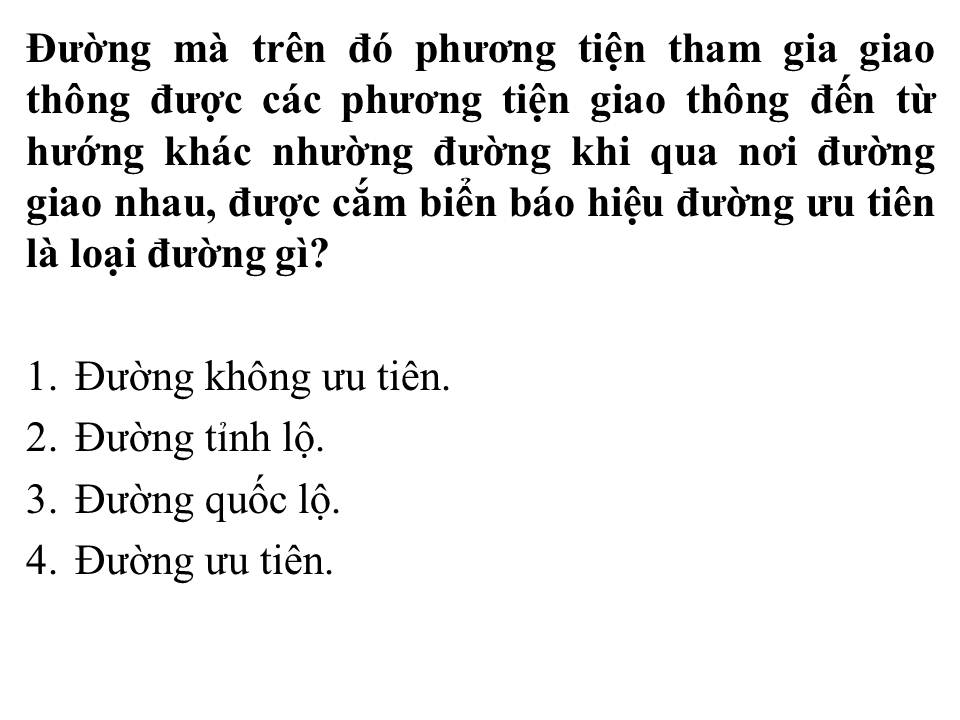 Đường mà trên đó phương tiện tham gia giao
thông được các phương tiện giao thông đến từ
hướng khác nhường đường khi qua nơi đường
giao nhau, được cắm biển báo hiệu đường ưu tiên
là loại đường gì?
1. Đường không ưu tiên.
2. Đường tỉnh lộ.
3. Đường quốc lộ.
4. Đường ưu tiên.